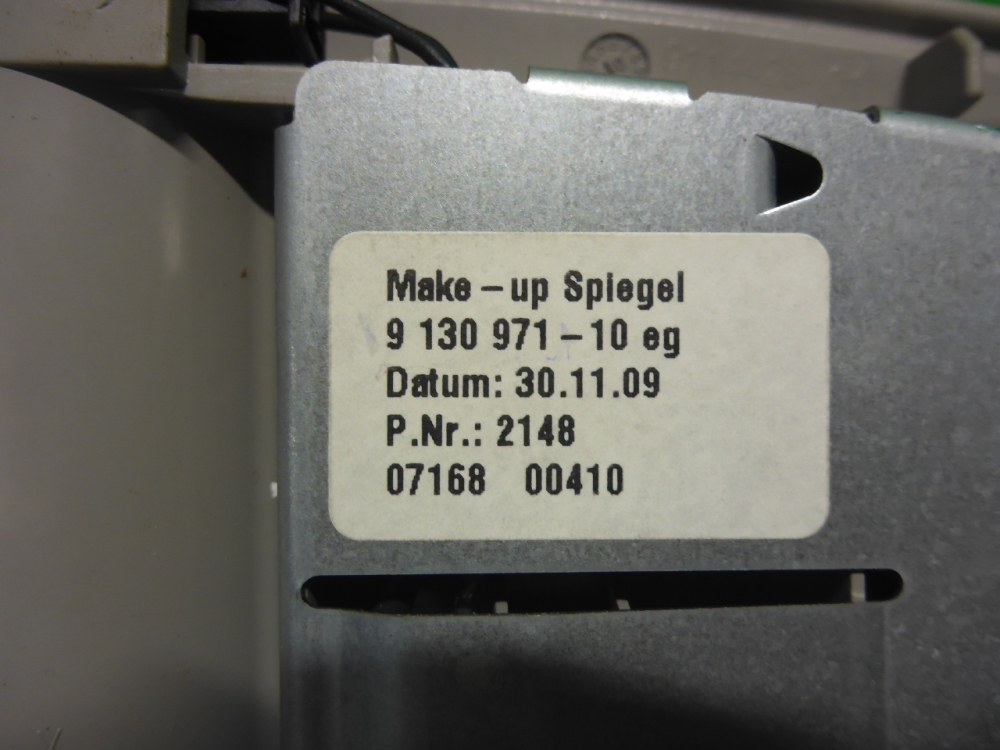 Make-up Spiegel
9 130 971-10 eg
Datum: 30.11.09
P.Nr.: 2148
07168 00410